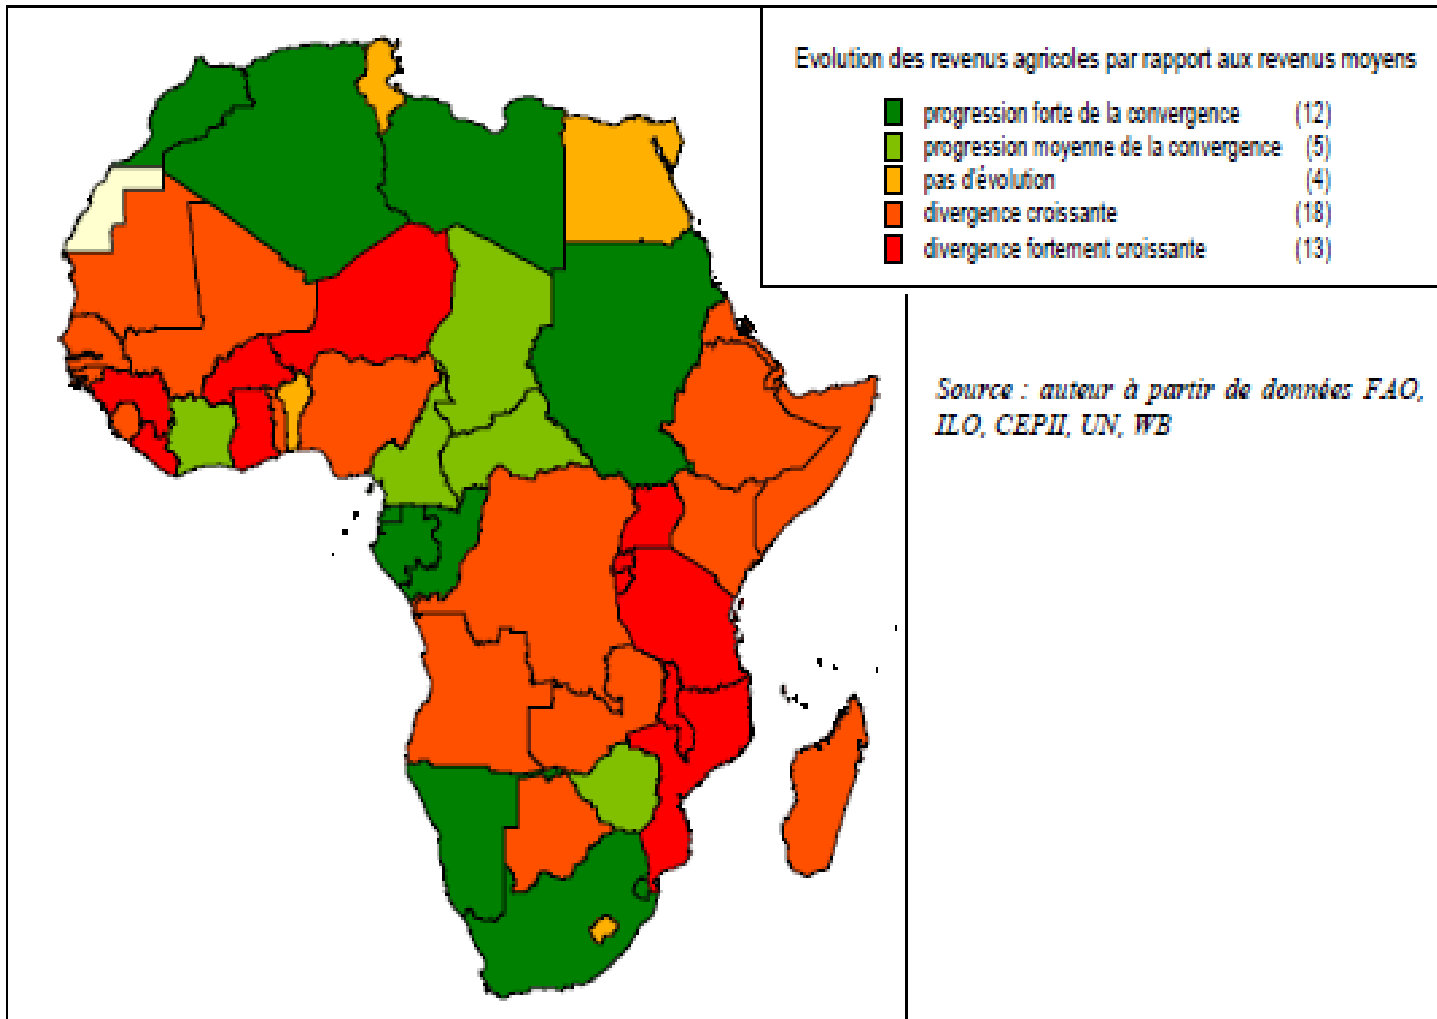 Evolution des revenus agricoles par rapport aux revenus moyens
progression forte de la convergence (12)
progression moyenne de la convergence (5)
pas d'évolution (4)
divergence croissante (18)
divergence fortement croissante (13)
Source : auteur à partir de données FAO,
ILO, CEPII, UN, WB